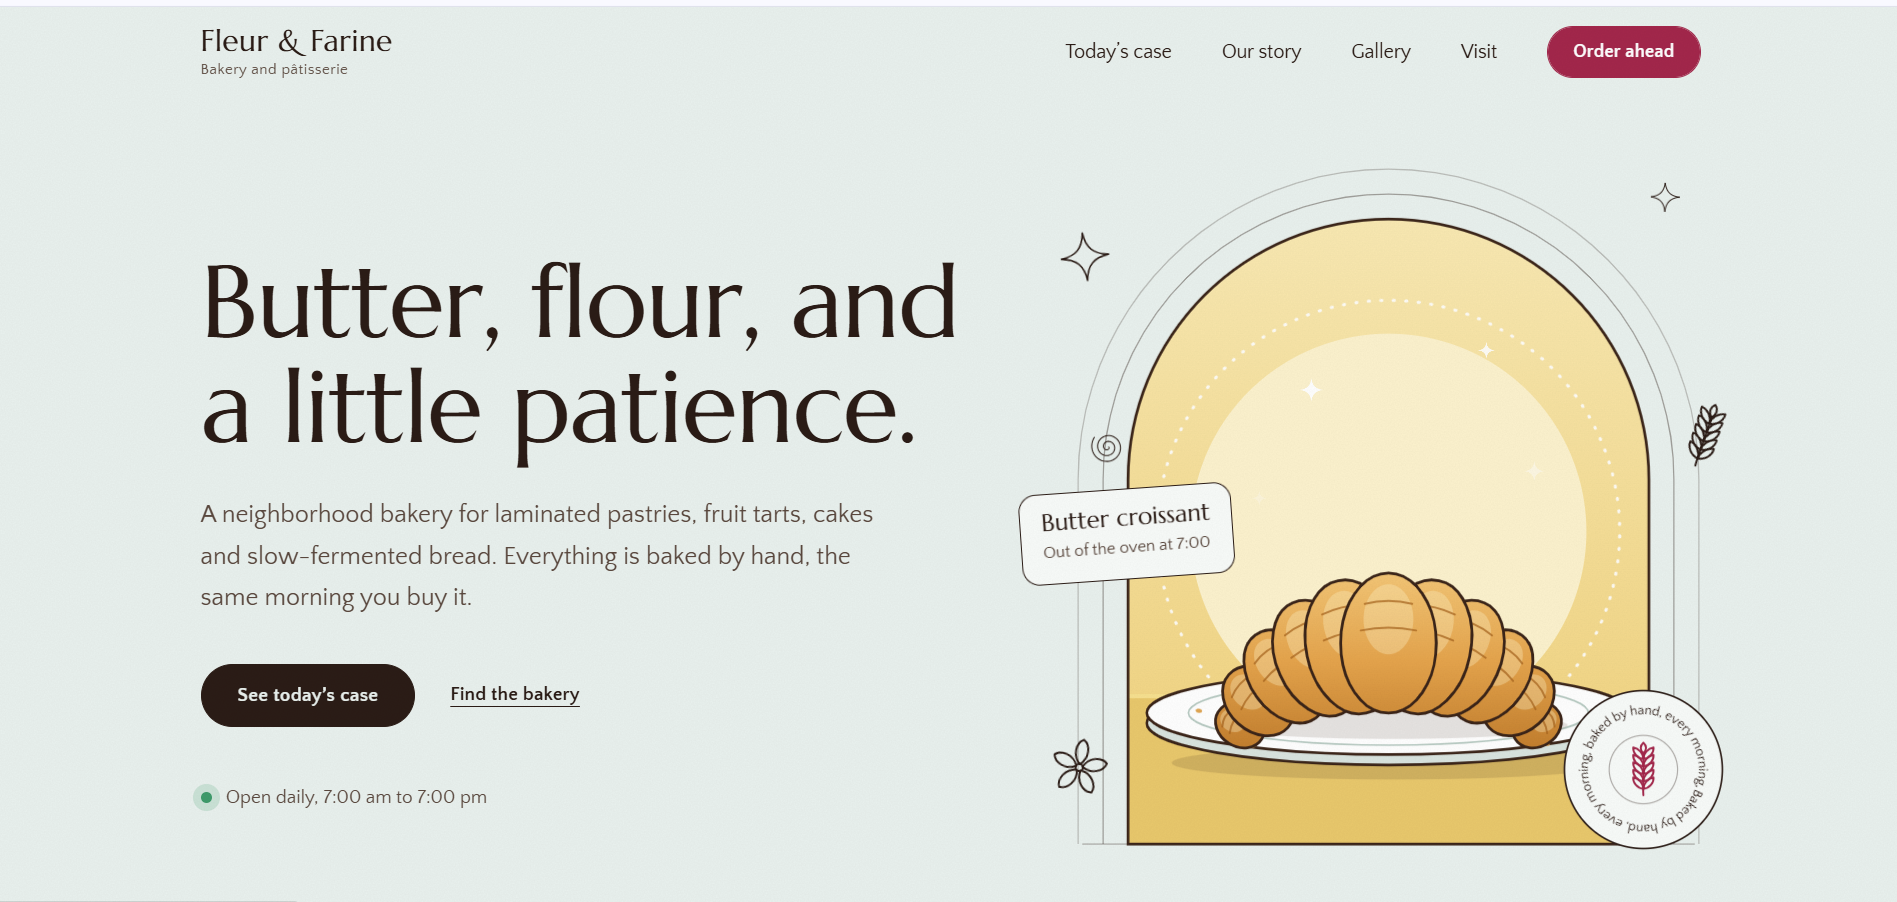 Fleur & Farine
Bakery and pâtisserie
Today’s case
Our story
Gallery
Visit
Order ahead
Butter, flour, and
a little patience.
A neighborhood bakery for laminated pastries, fruit tarts, cakes
and slow-fermented bread. Everything is baked by hand, the
same morning you buy it.
See today’s case
Find the bakery
Open daily, 7:00 am to 7:00 pm
Butter croissant
Out of the oven at 7:00
baked by hand, every morning. Baked by hand, every morning.